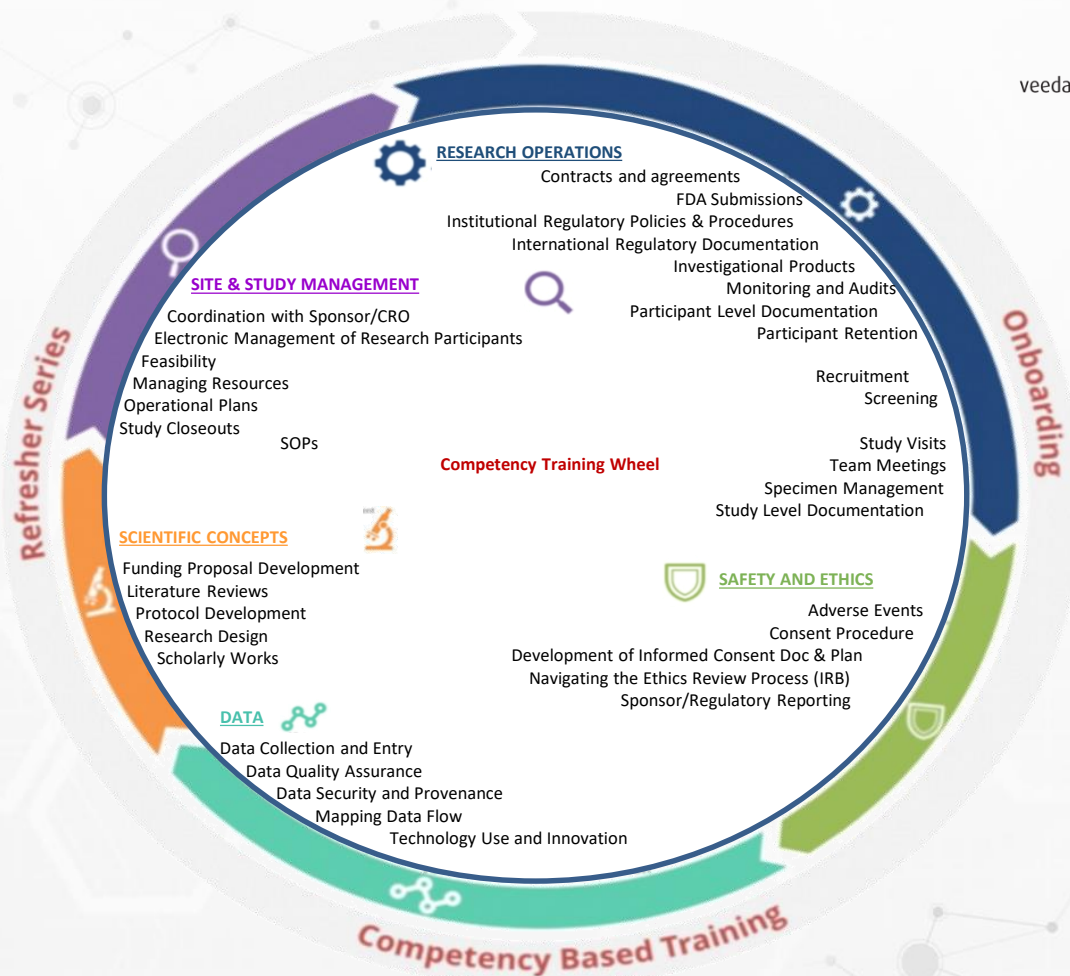 veeda
RESEARCH OPERATIONS
Contracts and agreements
FDA Submissions
Institutional Regulatory Policies & Procedures
International Regulatory Documentation
Investigational Products
Monitoring and Audits
Participant Level Documentation
Participant Retention
Recruitment
Screening
Study Visits
Team Meetings
Specimen Management
Study Level Documentation
SITE & STUDY MANAGEMENT
Coordination with Sponsor/CRO
Electronic Management of Research Participants
Feasibility
Managing Resources
Operational Plans
Study Closeouts
SOPs
Competency Training Wheel
SCIENTIFIC CONCEPTS
Funding Proposal Development
Literature Reviews
Protocol Development
Research Design
Scholarly Works
SAFETY AND ETHICS
Adverse Events
Consent Procedure
Development of Informed Consent Doc & Plan
Navigating the Ethics Review Process (IRB)
Sponsor/Regulatory Reporting
DATA
Data Collection and Entry
Data Quality Assurance
Data Security and Provenance
Mapping Data Flow
Technology Use and Innovation
Onboarding
Competency Based Training
Refresher Series